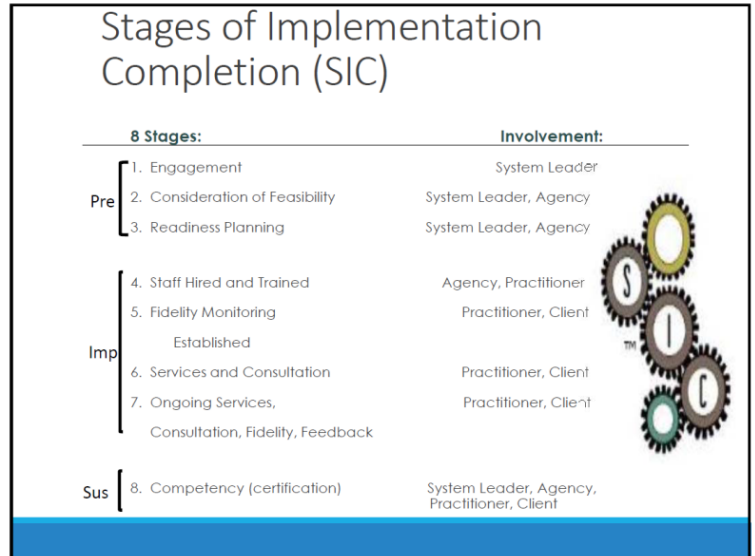 Stages of Implementation
Completion (SIC)
8 Stages: Involvement:
1. Engagement System Leader
Pre 2. Consideration of Feasibility System Leader, Agency
3. Readiness Planning System Leader, Agency
4. Staff Hired and Trained Agency, Practitioner
5. Fidelity Monitoring Practitioner, Client
Established
Imp
6. Services and Consultation Practitioner, Client
7. Ongoing Services, Practitioner, Client
Consultation, Fidelity, Feedback
Sus 8. Competency (certification) System Leader, Agency,
Practitioner, Client
S
I
C
TM